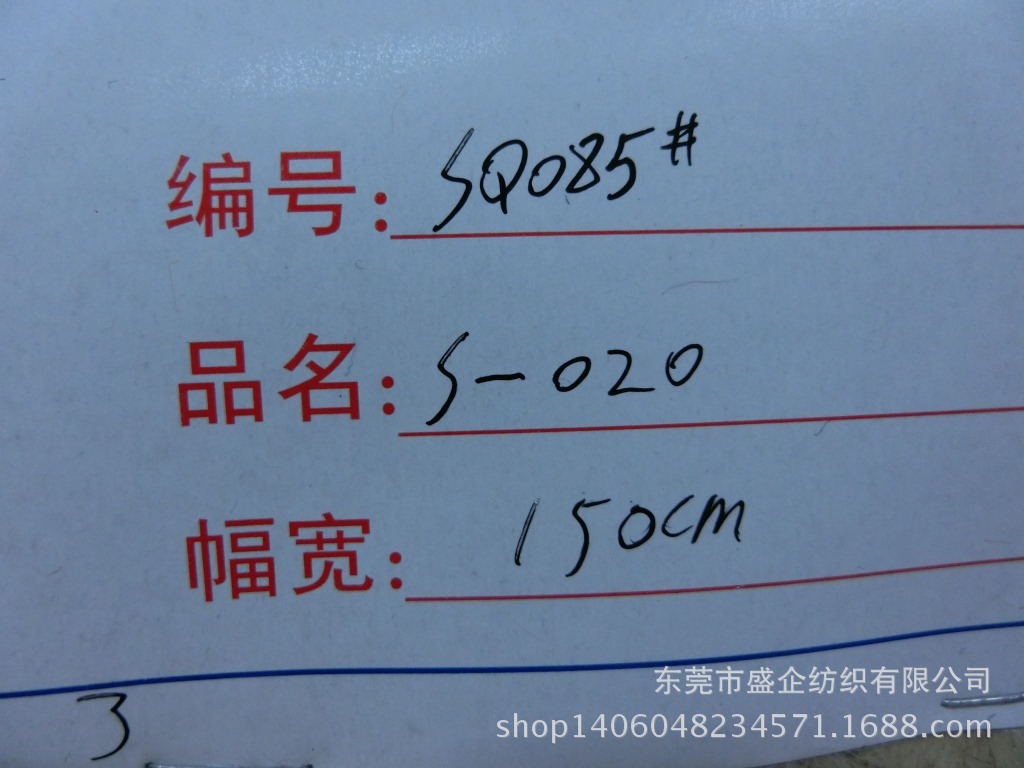 编号: SQ085#
品名: S-020
幅宽: 150cm
东莞市盛企纺织有限公司
3
shop1406048234571.1688.com